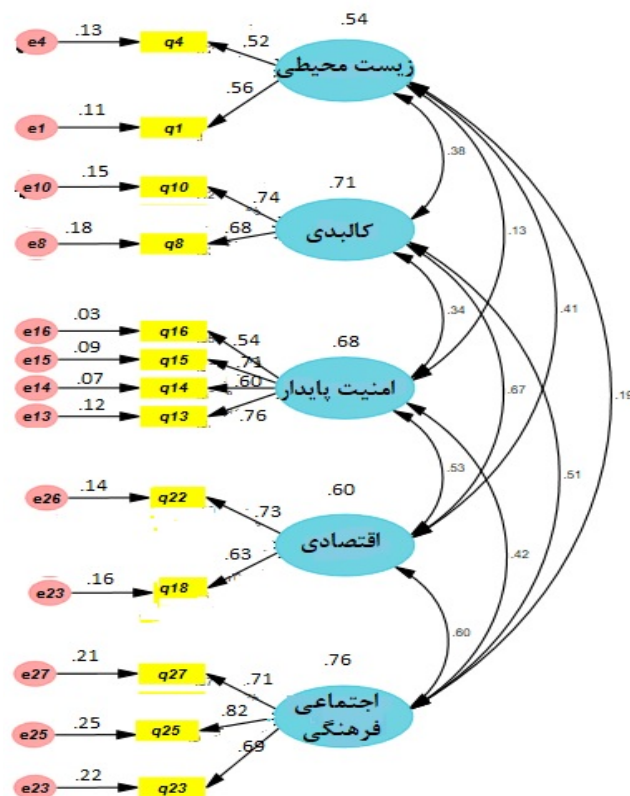 .54
e4 .13 q4 .52 زیست محیطی
.56
e1 .11 q1
.38
e10 .15 q10 .74 .71
کالبدی
e8 .18 q8 .68
.13
.34
.41
e16 .03 q16 .54 .68
e15 .09 q15 .71
e14 .07 q14 .60 امنیت پایدار
e13 .12 q13 .76
.67
.19
.53
.51
e26 .14 q22 .73 .60
اقتصادی
.42
e23 .16 q18 .63
.60
e27 .21 q27 .71 .76
اجتماعی
e25 .25 q25 .82 فرهنگی
e23 .22 q23 .69